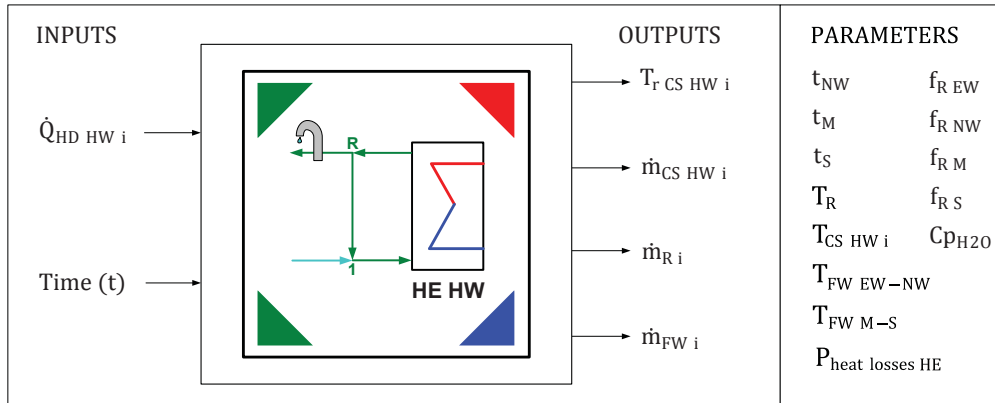 INPUTS
Q̇HD HW i
Time (t)
R
1
HE HW
OUTPUTS
Tr CS HW i
ṁCS HW i
ṁR i
ṁFW i
PARAMETERS
tNW fR EW
tM fR NW
tS fR M
TR fR S
TCS HW i CpH2O
TFW EW−NW
TFW M−S
Pheat losses HE